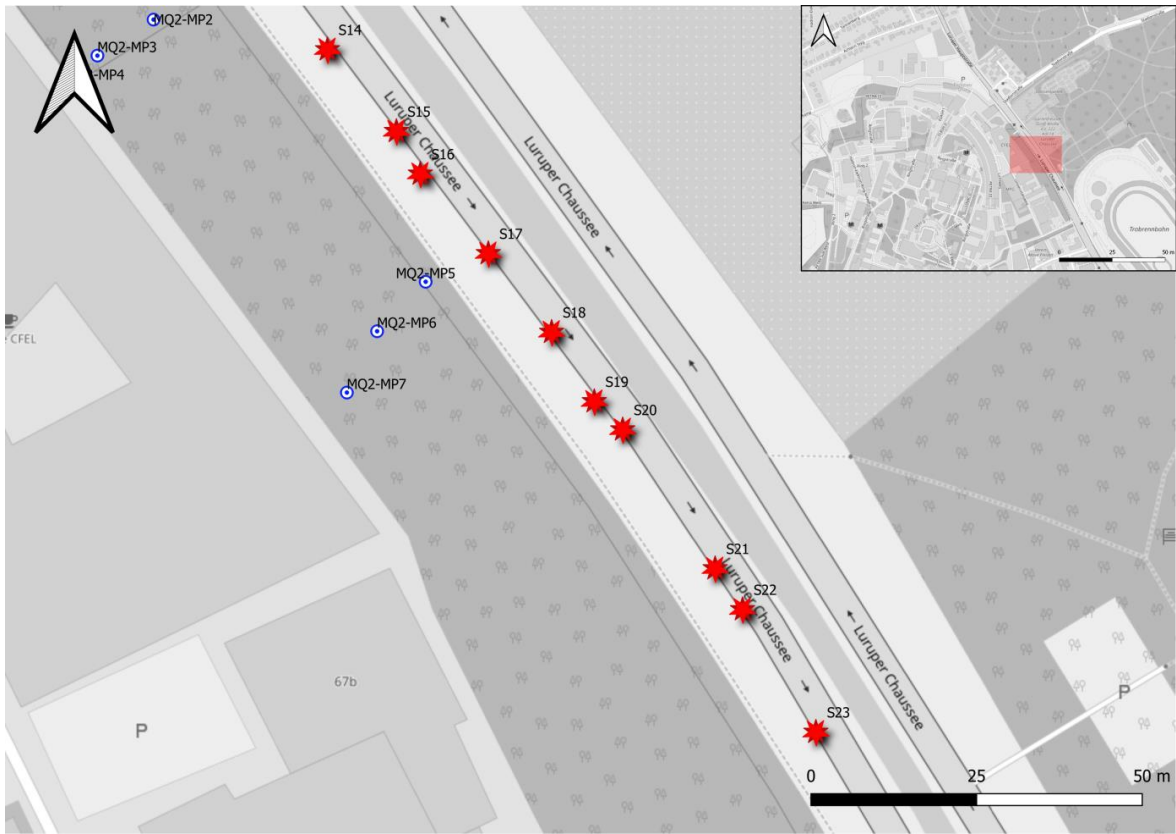 MQ2-MP2
MQ2-MP3
-MP4
S14
S15
S16
Luruper Chaussee
Luruper Chaussee
S17
MQ2-MP5
MQ2-MP6
MQ2-MP7
CFEL
S18
S19
S20
S21
S22
Luruper Chaussee
Luruper Chaussee
67b
P
P
S23
0 25 50 m
P
P
Trabrennbahn
0 25 50 m